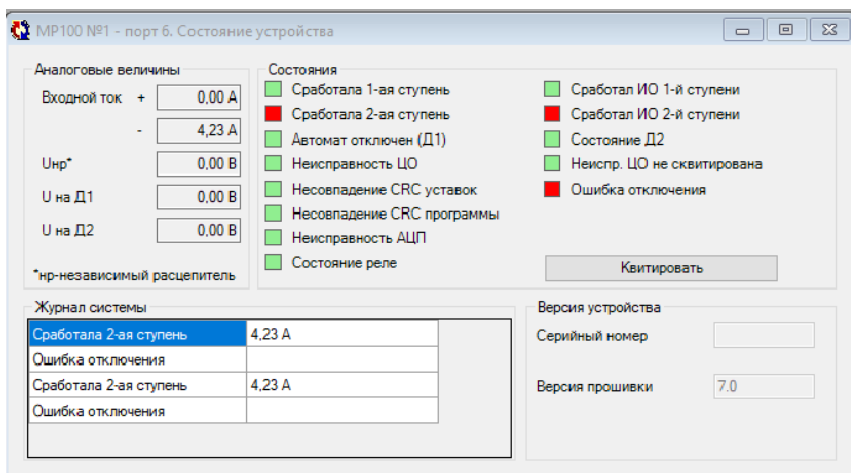 МР100 №1 - порт 6. Состояние устройства
Аналоговые величины
Входной ток + 0,00 А
- 4,23 А
Uнр* 0,00 В
U на Д1 0,00 В
U на Д2 0,00 В
*нр-независимый расцепитель
Состояния
Сработала 1-ая ступень
Сработала 2-ая ступень
Автомат отключен (Д1)
Неисправность ЦО
Несовпадение CRC уставок
Несовпадение CRC программы
Неисправность АЦП
Состояние реле
Сработал ИО 1-й ступени
Сработал ИО 2-й ступени
Состояние Д2
Неиспр. ЦО не сквитирована
Ошибка отключения
Квитировать
Журнал системы
Сработала 2-ая ступень 4,23 А
Ошибка отключения
Сработала 2-ая ступень 4,23 А
Ошибка отключения
Версия устройства
Серийный номер
Версия прошивки 7.0